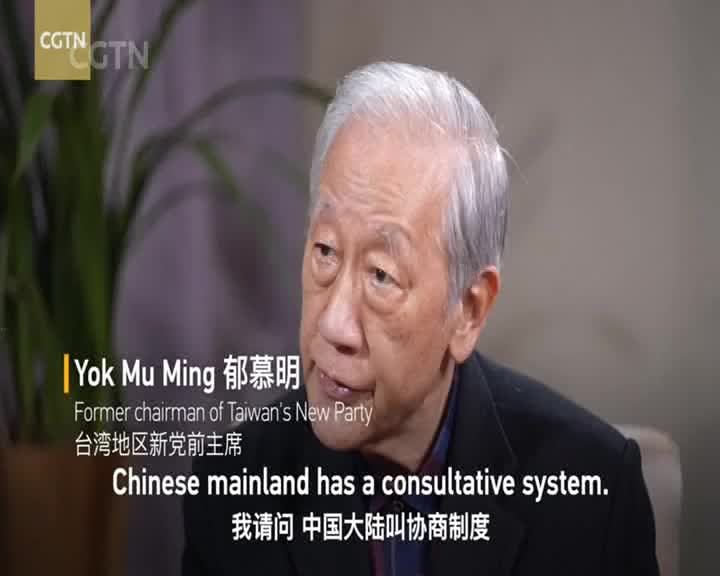 CGTN
CGTN
Yok Mu Ming 郁慕明
Former chairman of Taiwan's New Party
台湾地区新党前主席
Chinese mainland has a consultative system.
我请问 中国大陆叫协商制度